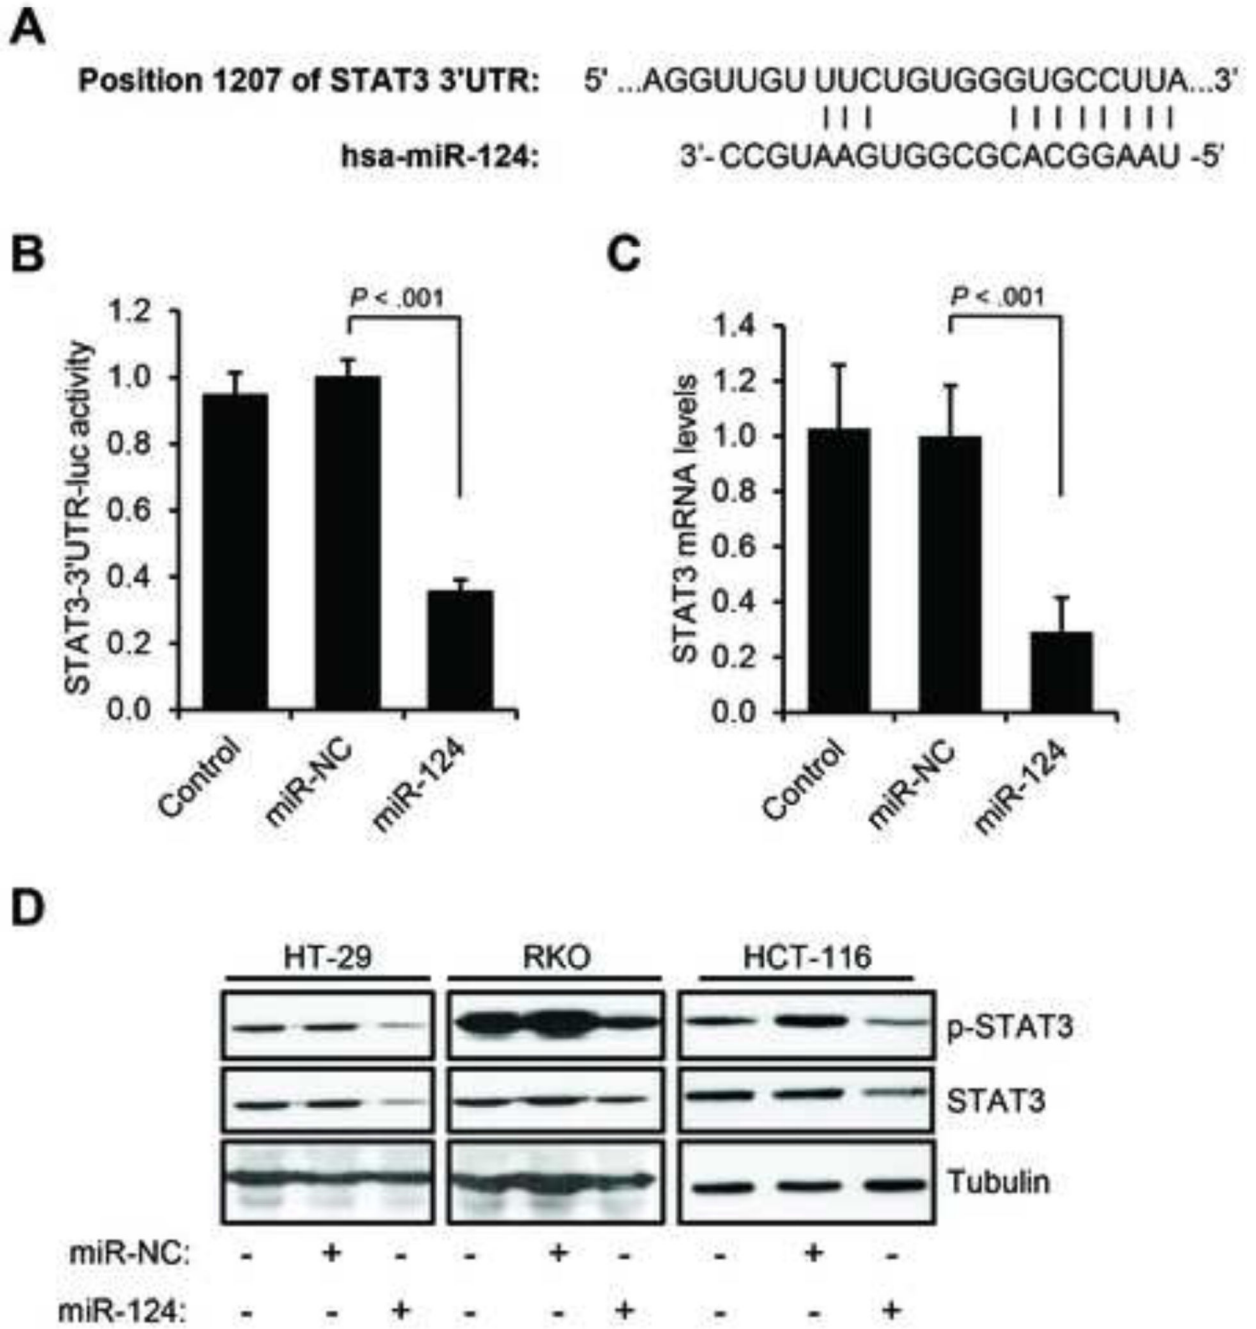 A
Position 1207 of STAT3 3'UTR: 5' ...AGGUUGU UUCUGUGGGUGCCUUA...3'
hsa-miR-124: 3'-CCGUAAGUGGCGCACGGAAU -5'
B
STAT3-3'UTR-luc activity
P < .001
1.2
1.0
0.8
0.6
0.4
0.2
0.0
Control
miR-NC
miR-124
C
STAT3 mRNA levels
P < .001
1.4
1.2
1.0
0.8
0.6
0.4
0.2
0.0
Control
miR-NC
miR-124
D
HT-29 RKO HCT-116
p-STAT3
STAT3
Tubulin
miR-NC: - + - - + - - + -
miR-124: - - + - - + - - +